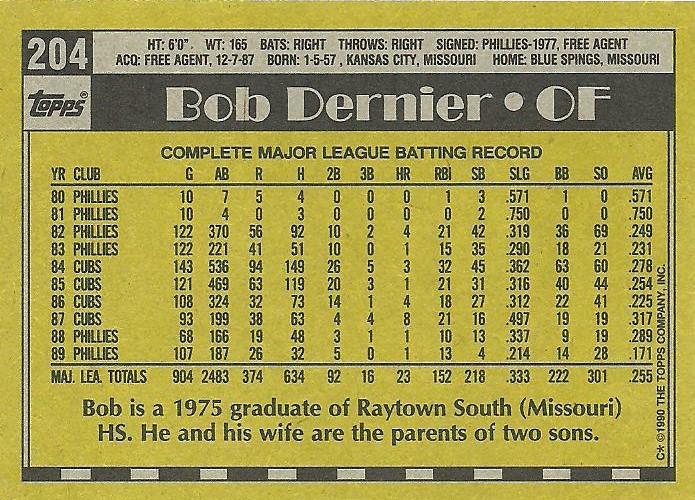 204
HT: 6'0" WT: 165 BATS: RIGHT THROWS: RIGHT SIGNED: PHILLIES-1977, FREE AGENT
ACQ: FREE AGENT, 12-7-87 BORN: 1-5-57, KANSAS CITY, MISSOURI HOME: BLUE SPINGS, MISSOURI
TOPPS®
Bob Dernier • OF
COMPLETE MAJOR LEAGUE BATTING RECORD
YR CLUB G AB R H 2B 3B HR RBI SB SLG BB SO AVG
80 PHILLIES 10 7 5 4 0 0 0 1 3 .571 1 0 .571
81 PHILLIES 10 4 0 3 0 0 0 0 2 .750 0 0 .750
82 PHILLIES 122 370 56 92 10 2 4 21 42 .319 36 69 .249
83 PHILLIES 122 221 41 51 10 0 1 15 35 .290 18 21 .231
84 CUBS 143 536 94 149 26 5 3 32 45 .362 63 60 .278
85 CUBS 121 469 63 119 20 3 1 21 31 .316 40 44 .254
86 CUBS 108 324 32 73 14 1 4 18 27 .312 22 41 .225
87 CUBS 93 199 38 63 4 4 8 21 16 .497 19 19 .317
88 PHILLIES 68 166 19 48 3 1 1 10 13 .337 9 19 .289
89 PHILLIES 107 187 26 32 5 0 1 13 4 .214 14 28 .171
MAJ. LEA. TOTALS 904 2483 374 634 92 16 23 152 218 .333 222 301 .255
Bob is a 1975 graduate of Raytown South (Missouri)
HS. He and his wife are the parents of two sons.
C* ©1990 THE TOPPS COMPANY, INC.